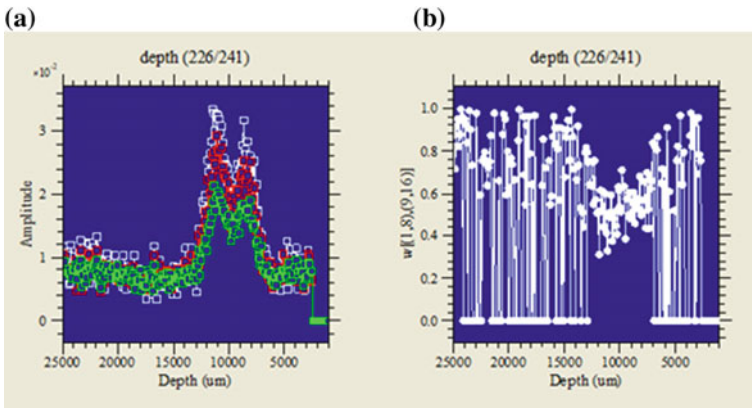 (a)
(b)
depth (226/241)
×10⁻²
3
2
1
0
Amplitude
25000 20000 15000 10000 5000
Depth (um)
depth (226/241)
1.0
0.8
0.6
0.4
0.2
0.0
w[(1,8),(9,16)]
25000 20000 15000 10000 5000
Depth (um)